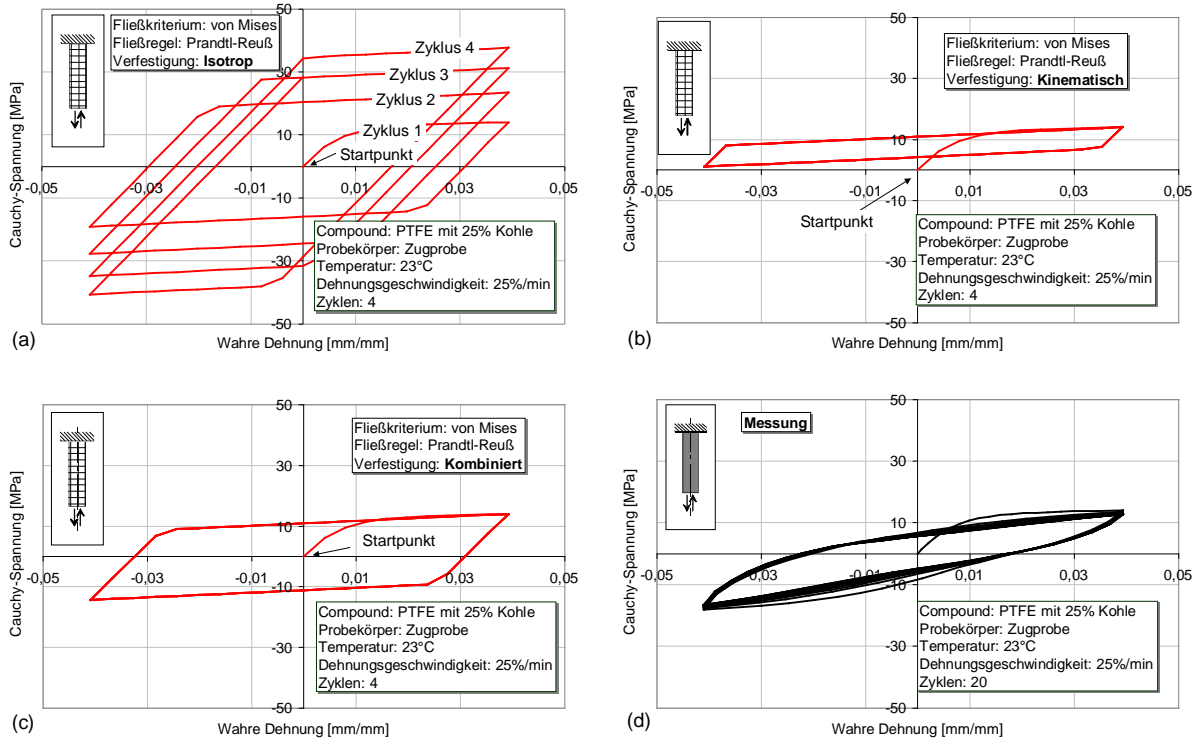 50
30
10
-10
-30
-50
-0,05
-0,03
-0,01
0,01
0,03
0,05
Cauchy-Spannung [MPa]
Wahre Dehnung [mm/mm]
Fließkriterium: von Mises
Fließregel: Prandtl-Reuß
Verfestigung: Isotrop
Zyklus 4
Zyklus 3
Zyklus 2
Zyklus 1
Startpunkt
Compound: PTFE mit 25% Kohle
Probekörper: Zugprobe
Temperatur: 23°C
Dehnungsgeschwindigkeit: 25%/min
Zyklen: 4
(a)
50
30
10
-10
-30
-50
-0,05
-0,03
-0,01
0,01
0,03
0,05
Cauchy-Spannung [MPa]
Wahre Dehnung [mm/mm]
Fließkriterium: von Mises
Fließregel: Prandtl-Reuß
Verfestigung: Kinematisch
Startpunkt
Compound: PTFE mit 25% Kohle
Probekörper: Zugprobe
Temperatur: 23°C
Dehnungsgeschwindigkeit: 25%/min
Zyklen: 4
(b)
50
30
10
-10
-30
-50
-0,05
-0,03
-0,01
0,01
0,03
0,05
Cauchy-Spannung [MPa]
Wahre Dehnung [mm/mm]
Fließkriterium: von Mises
Fließregel: Prandtl-Reuß
Verfestigung: Kombiniert
Startpunkt
Compound: PTFE mit 25% Kohle
Probekörper: Zugprobe
Temperatur: 23°C
Dehnungsgeschwindigkeit: 25%/min
Zyklen: 4
(c)
50
30
10
-10
-30
-50
-0,05
-0,03
-0,01
0,01
0,03
0,05
Cauchy-Spannung [MPa]
Wahre Dehnung [mm/mm]
Messung
Compound: PTFE mit 25% Kohle
Probekörper: Zugprobe
Temperatur: 23°C
Dehnungsgeschwindigkeit: 25%/min
Zyklen: 20
(d)